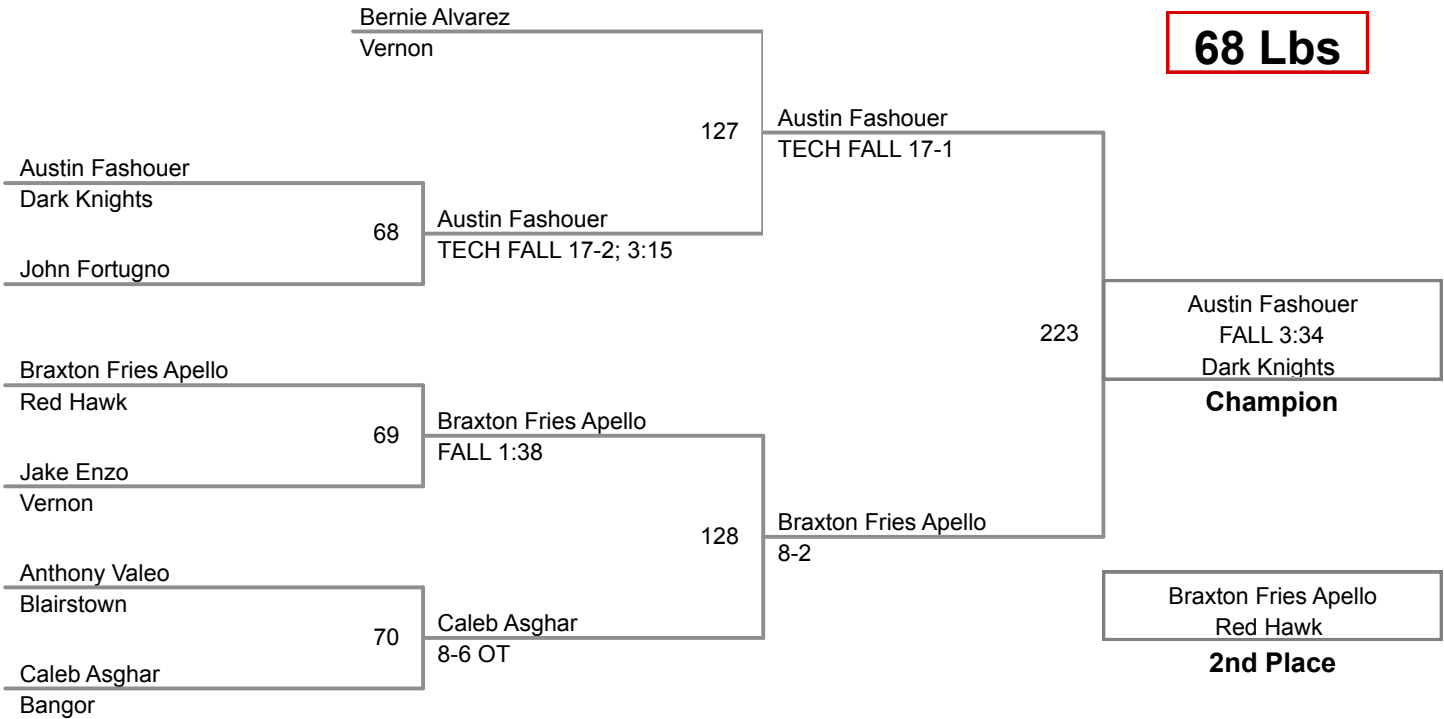 Bernie Alvarez
Vernon
68 Lbs
127
Austin Fashouer
TECH FALL 17-1
Austin Fashouer
Dark Knights
68
Austin Fashouer
TECH FALL 17-2; 3:15
John Fortugno
223
Austin Fashouer
FALL 3:34
Dark Knights
Champion
Braxton Fries Apello
Red Hawk
69
Braxton Fries Apello
FALL 1:38
Jake Enzo
Vernon
128
Braxton Fries Apello
8-2
Anthony Valeo
Blairstown
70
Caleb Asghar
8-6 OT
Caleb Asghar
Bangor
Braxton Fries Apello
Red Hawk
2nd Place